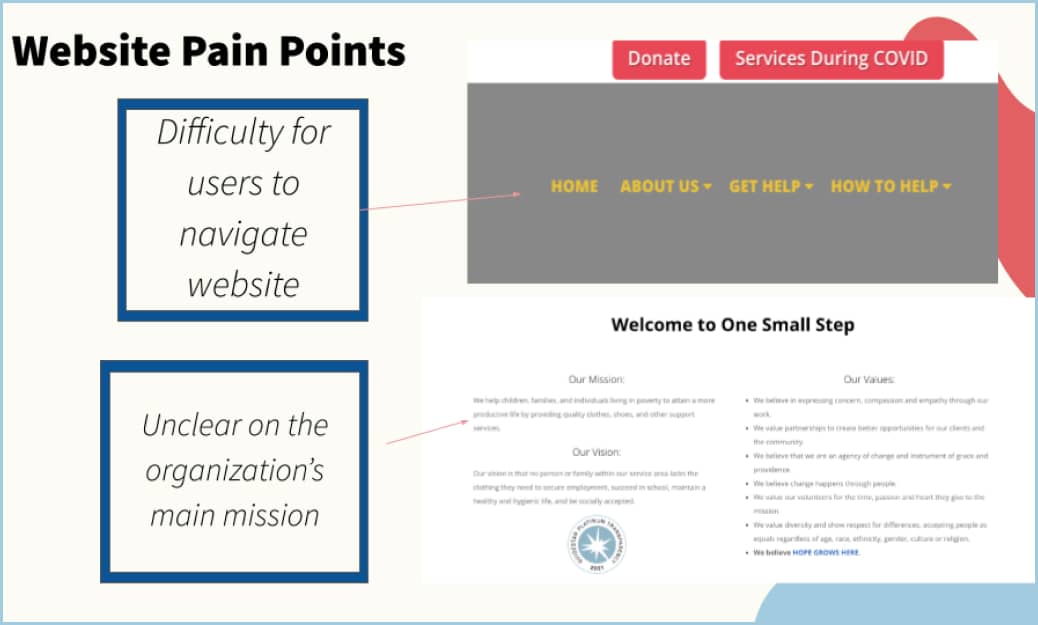 Website Pain Points
Difficulty for
users to
navigate
website
Unclear on the
organization's
main mission
Donate
Services During COVID
HOME
ABOUT US
GET HELP
HOW TO HELP
Welcome to One Small Step
Our Mission:
We help children, families, and individuals living in poverty to attain a more
productive life by providing quality clothes, shoes, and other support
services.
Our Vision:
Our vision is that no person or family within our service area lacks the
clothing they need to secure employment, succeed in school, maintain a
healthy and hygienic life, and be socially accepted.
GUIDESTAR PLATINUM TRANSPARENCY
2021
Our Values:
We believe in expressing concern, compassion and empathy through our
work.
We value partnerships to create better opportunities for our clients and
the community.
We believe that we are an agency of change and instrument of grace and
providence.
We believe change happens through people.
We value our volunteers for the time, passion and heart they give to the
mission.
We value diversity and show respect for differences, accepting people as
equals regardless of age, race, ethnicity, gender, culture or religion.
We believe HOPE GROWS HERE.